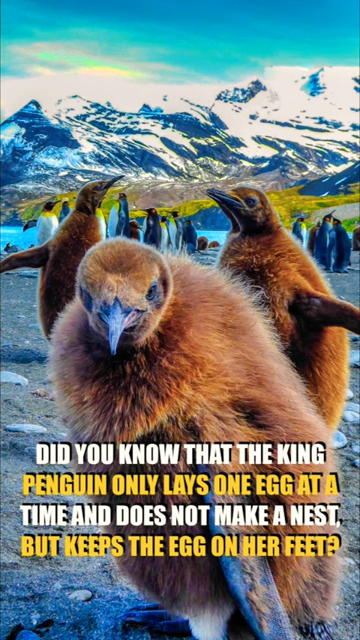 DID YOU KNOW THAT THE KING
PENGUIN ONLY LAYS ONE EGG AT A
TIME AND DOES NOT MAKE A NEST,
BUT KEEPS THE EGG ON HER FEET?